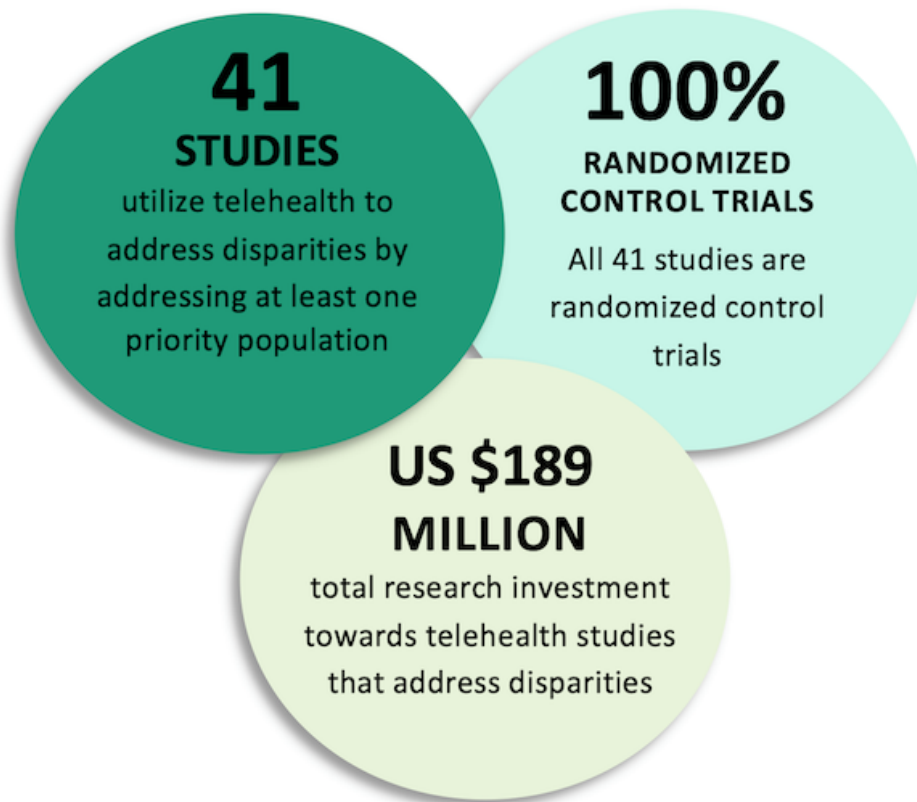 41
STUDIES
utilize telehealth to
address disparities by
addressing at least one
priority population
100%
RANDOMIZED
CONTROL TRIALS
All 41 studies are
randomized control
trials
US $189
MILLION
total research investment
towards telehealth studies
that address disparities